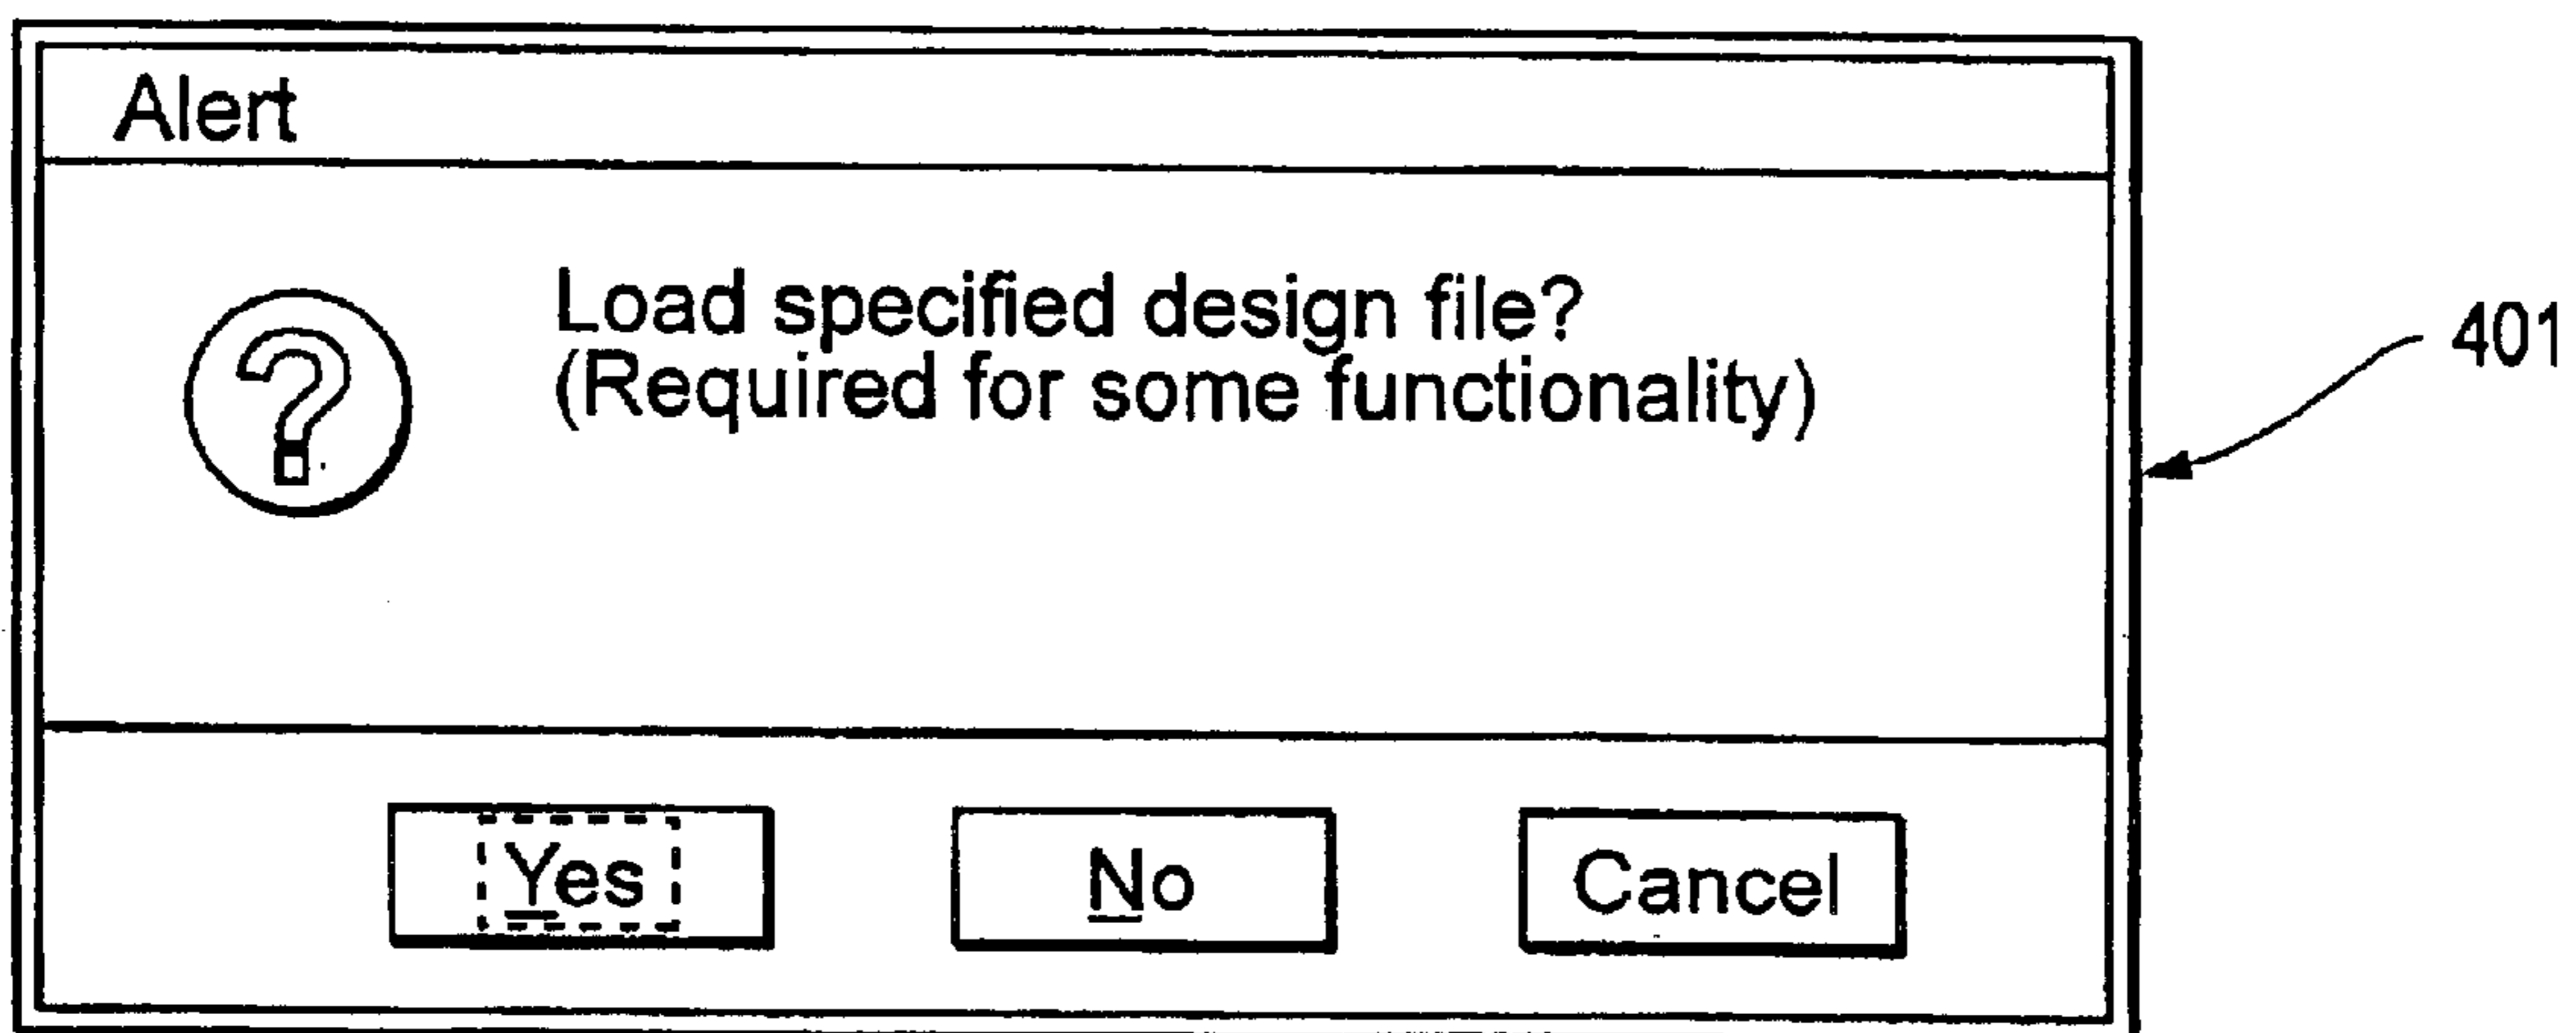 Alert
Load specified design file?
(Required for some functionality)
401
Yes
No
Cancel